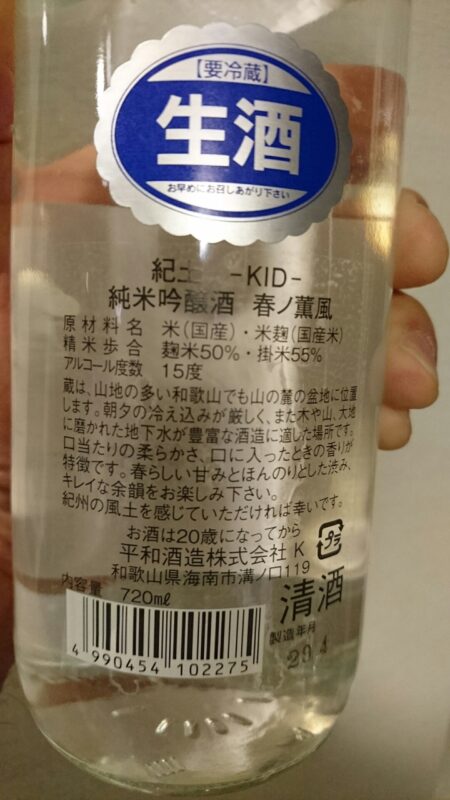 【要冷蔵】
生酒
お早めにお召しあがり下さい
紀土 -KID-
純米吟醸酒 春ノ薫風
原材料名 米(国産)・米麹(国産米)
精米歩合 麹米50%・掛米55%
アルコール度数 15度
蔵は、山地の多い和歌山でも山の麓の盆地に位置
します。朝夕の冷え込みが厳しく、また木や山、大地
に磨かれた地下水が豊富な酒造に適した場所です。
口当たりの柔らかさ、口に入ったときの香りが
特徴です。春らしい甘みとほんのりとした渋み、
キレイな余韻をお楽しみ下さい。
紀州の風土を感じていただければ幸いです。
お酒は20歳になってから
平和酒造株式会社 K
プラ
和歌山県海南市溝ノ口119
内容量 720mℓ
清酒
製造年月
29.4
4 990454 102275